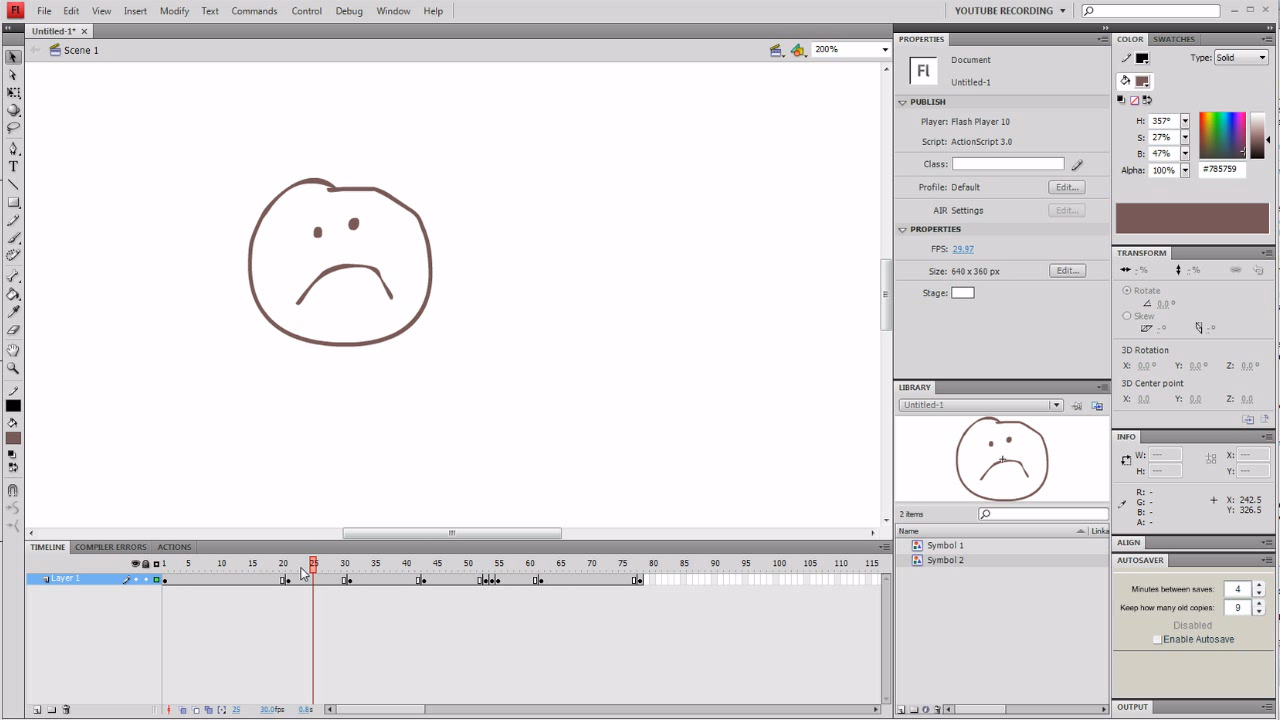 Fl File Edit View Insert Modify Text Commands Control Debug Window Help YOUTUBE RECORDING
Untitled-1*
Scene 1
200%
PROPERTIES
Fl
Document
Untitled-1
PUBLISH
Player: Flash Player 10
Script: ActionScript 3.0
Class:
Profile: Default Edit...
AIR Settings Edit...
PROPERTIES
FPS: 29.97
Size: 640 x 360 px Edit...
Stage:
LIBRARY
Untitled-1
2 items
Name Linka
Symbol 1
Symbol 2
COLOR SWATCHES
Type: Solid
H: 357°
S: 27%
B: 47%
Alpha: 100% #785759
TRANSFORM
- % - %
Rotate
0.0 °
Skew
- ° - °
3D Rotation
X: 0.0 ° Y: 0.0 ° Z: 0.0 °
3D Center point
X: 0.0 Y: 0.0 Z: 0.0
INFO
W: --- X: ---
H: --- Y: ---
R: -
G: - X: 242.5
B: - Y: 326.5
A: -
ALIGN
AUTOSAVER
Minutes between saves: 4
Keep how many old copies: 9
Disabled
Enable Autosave
OUTPUT
TIMELINE COMPILER ERRORS ACTIONS
1 5 10 15 20 25 30 35 40 45 50 55 60 65 70 75 80 85 90 95 100 105 110 115
Layer 1
25 30.0fps 0.8s